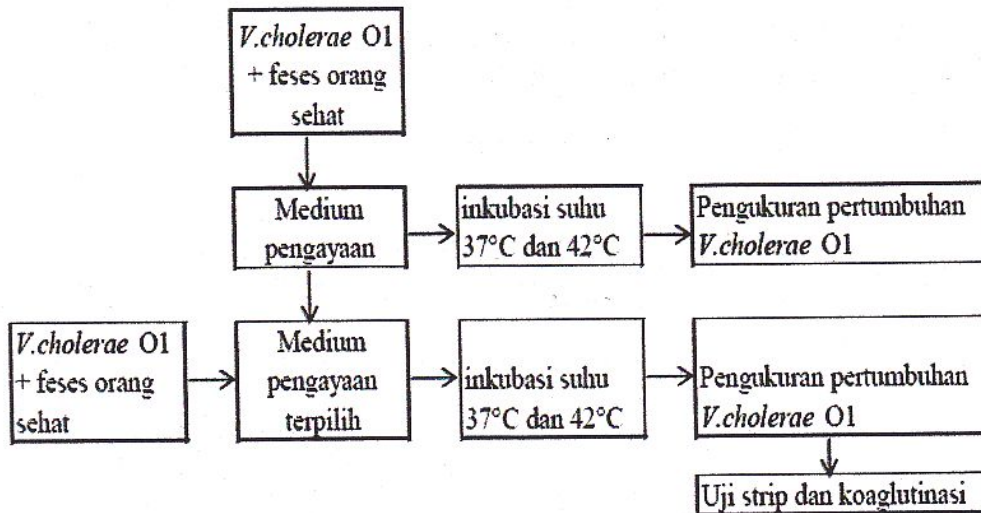 V.cholerae O1
+ feses orang
sehat
Medium
pengayaan
inkubasi suhu
37°C dan 42°C
Pengukuran pertumbuhan
V.cholerae O1
V.cholerae O1
+ feses orang
sehat
Medium
pengayaan
terpilih
inkubasi suhu
37°C dan 42°C
Pengukuran pertumbuhan
V.cholerae O1
Uji strip dan koaglutinasi